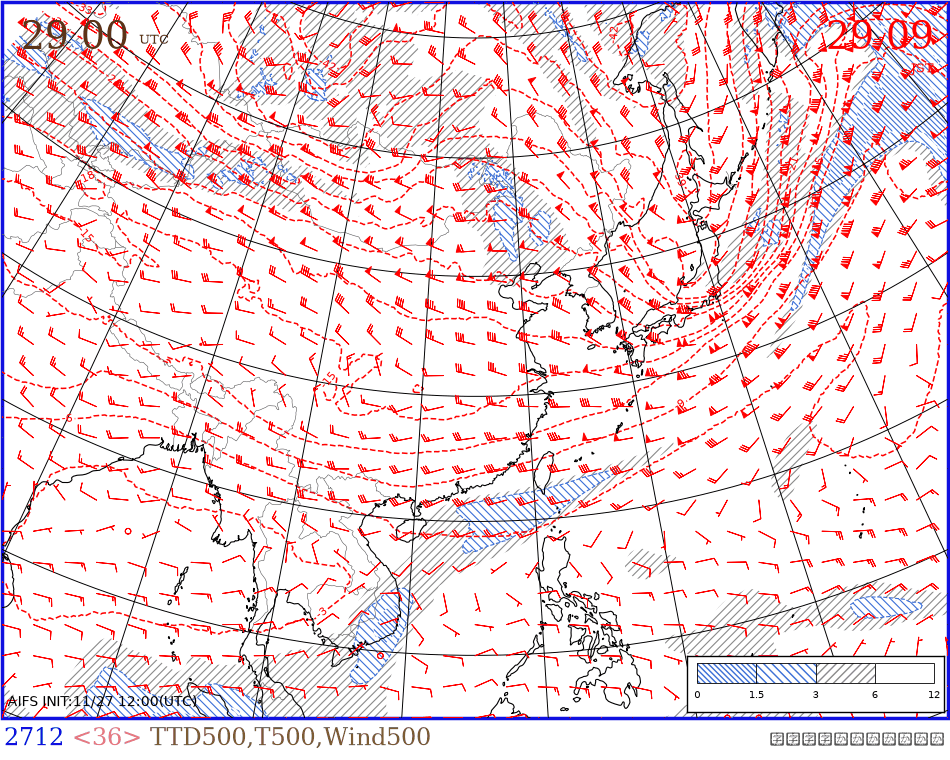 29 00 UTC
29 09
0 1.5 3 6 12
AIFS INIT:11/27 12:00(UTC)
2712 <36> TTD500,T500,Wind500